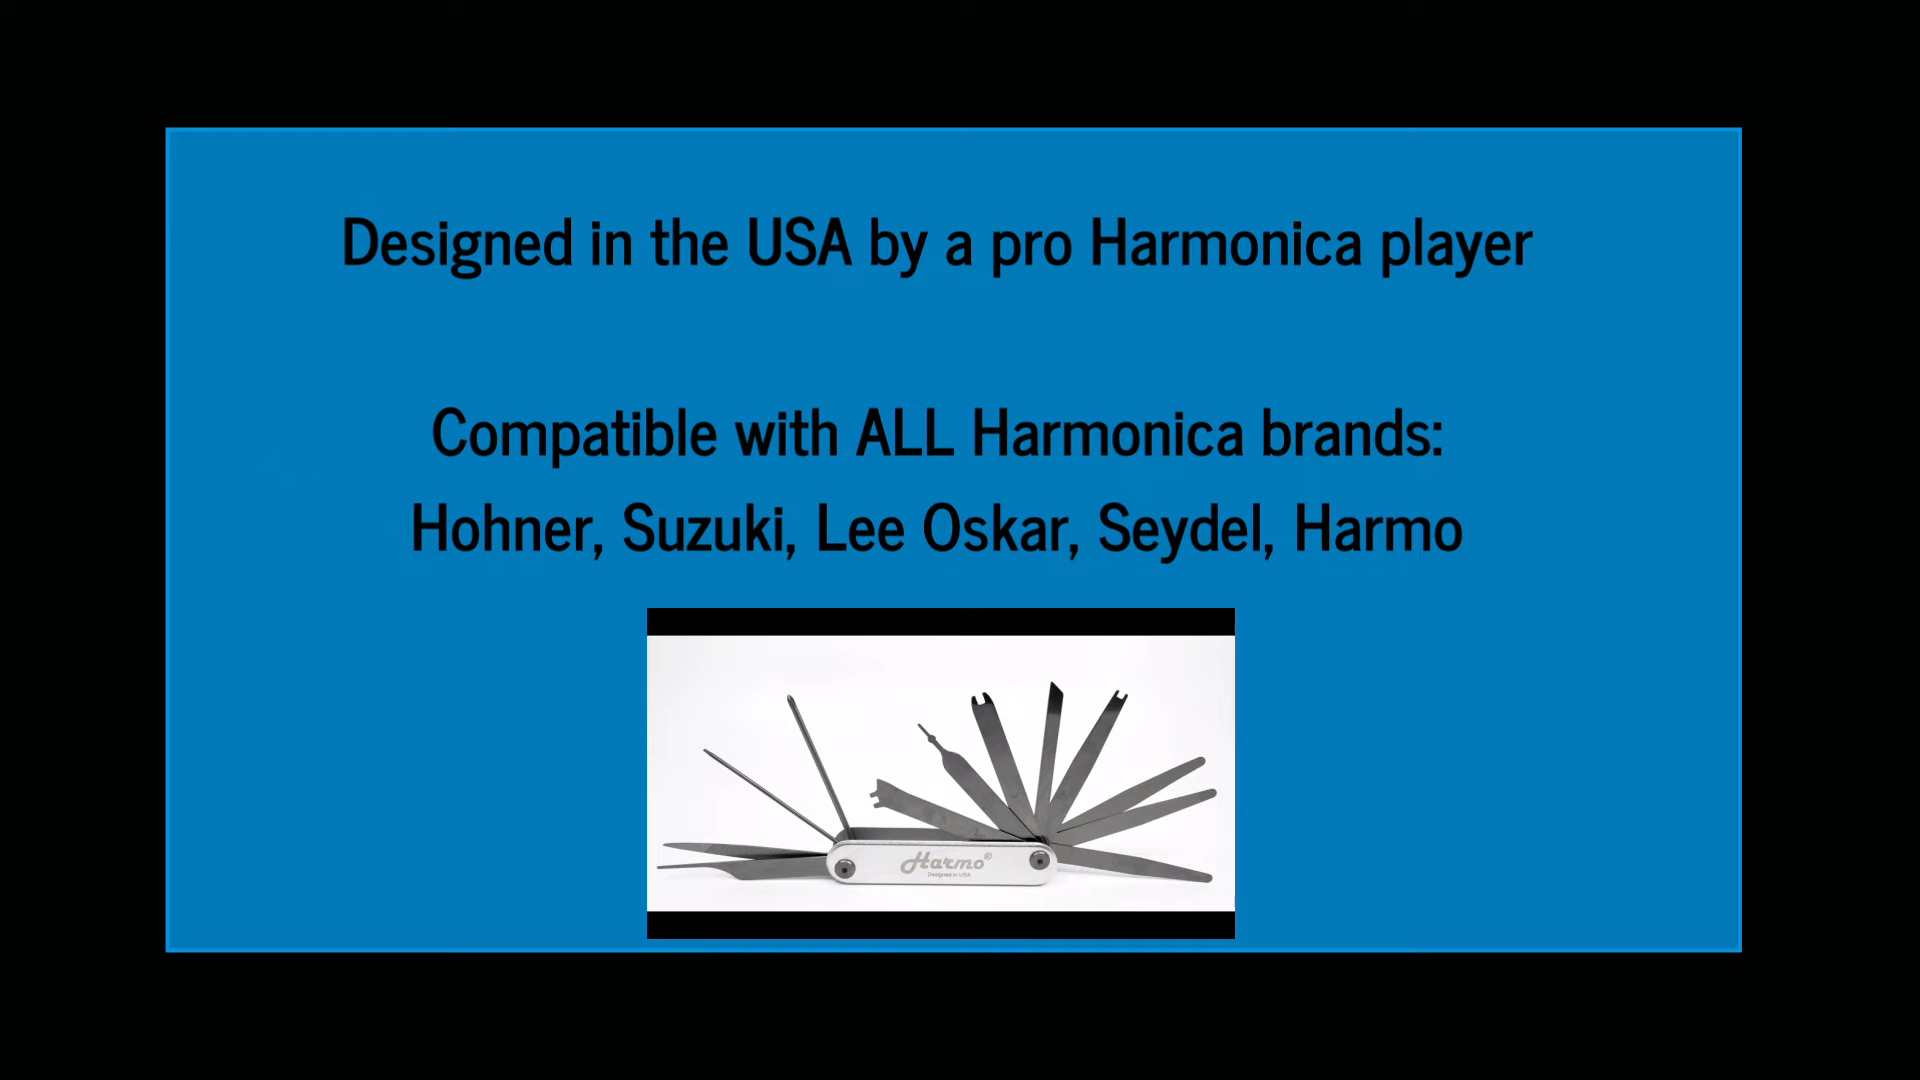 Designed in the USA by a pro Harmonica player
Compatible with ALL Harmonica brands:
Hohner, Suzuki, Lee Oskar, Seydel, Harmo
Harmo®
Designed in USA